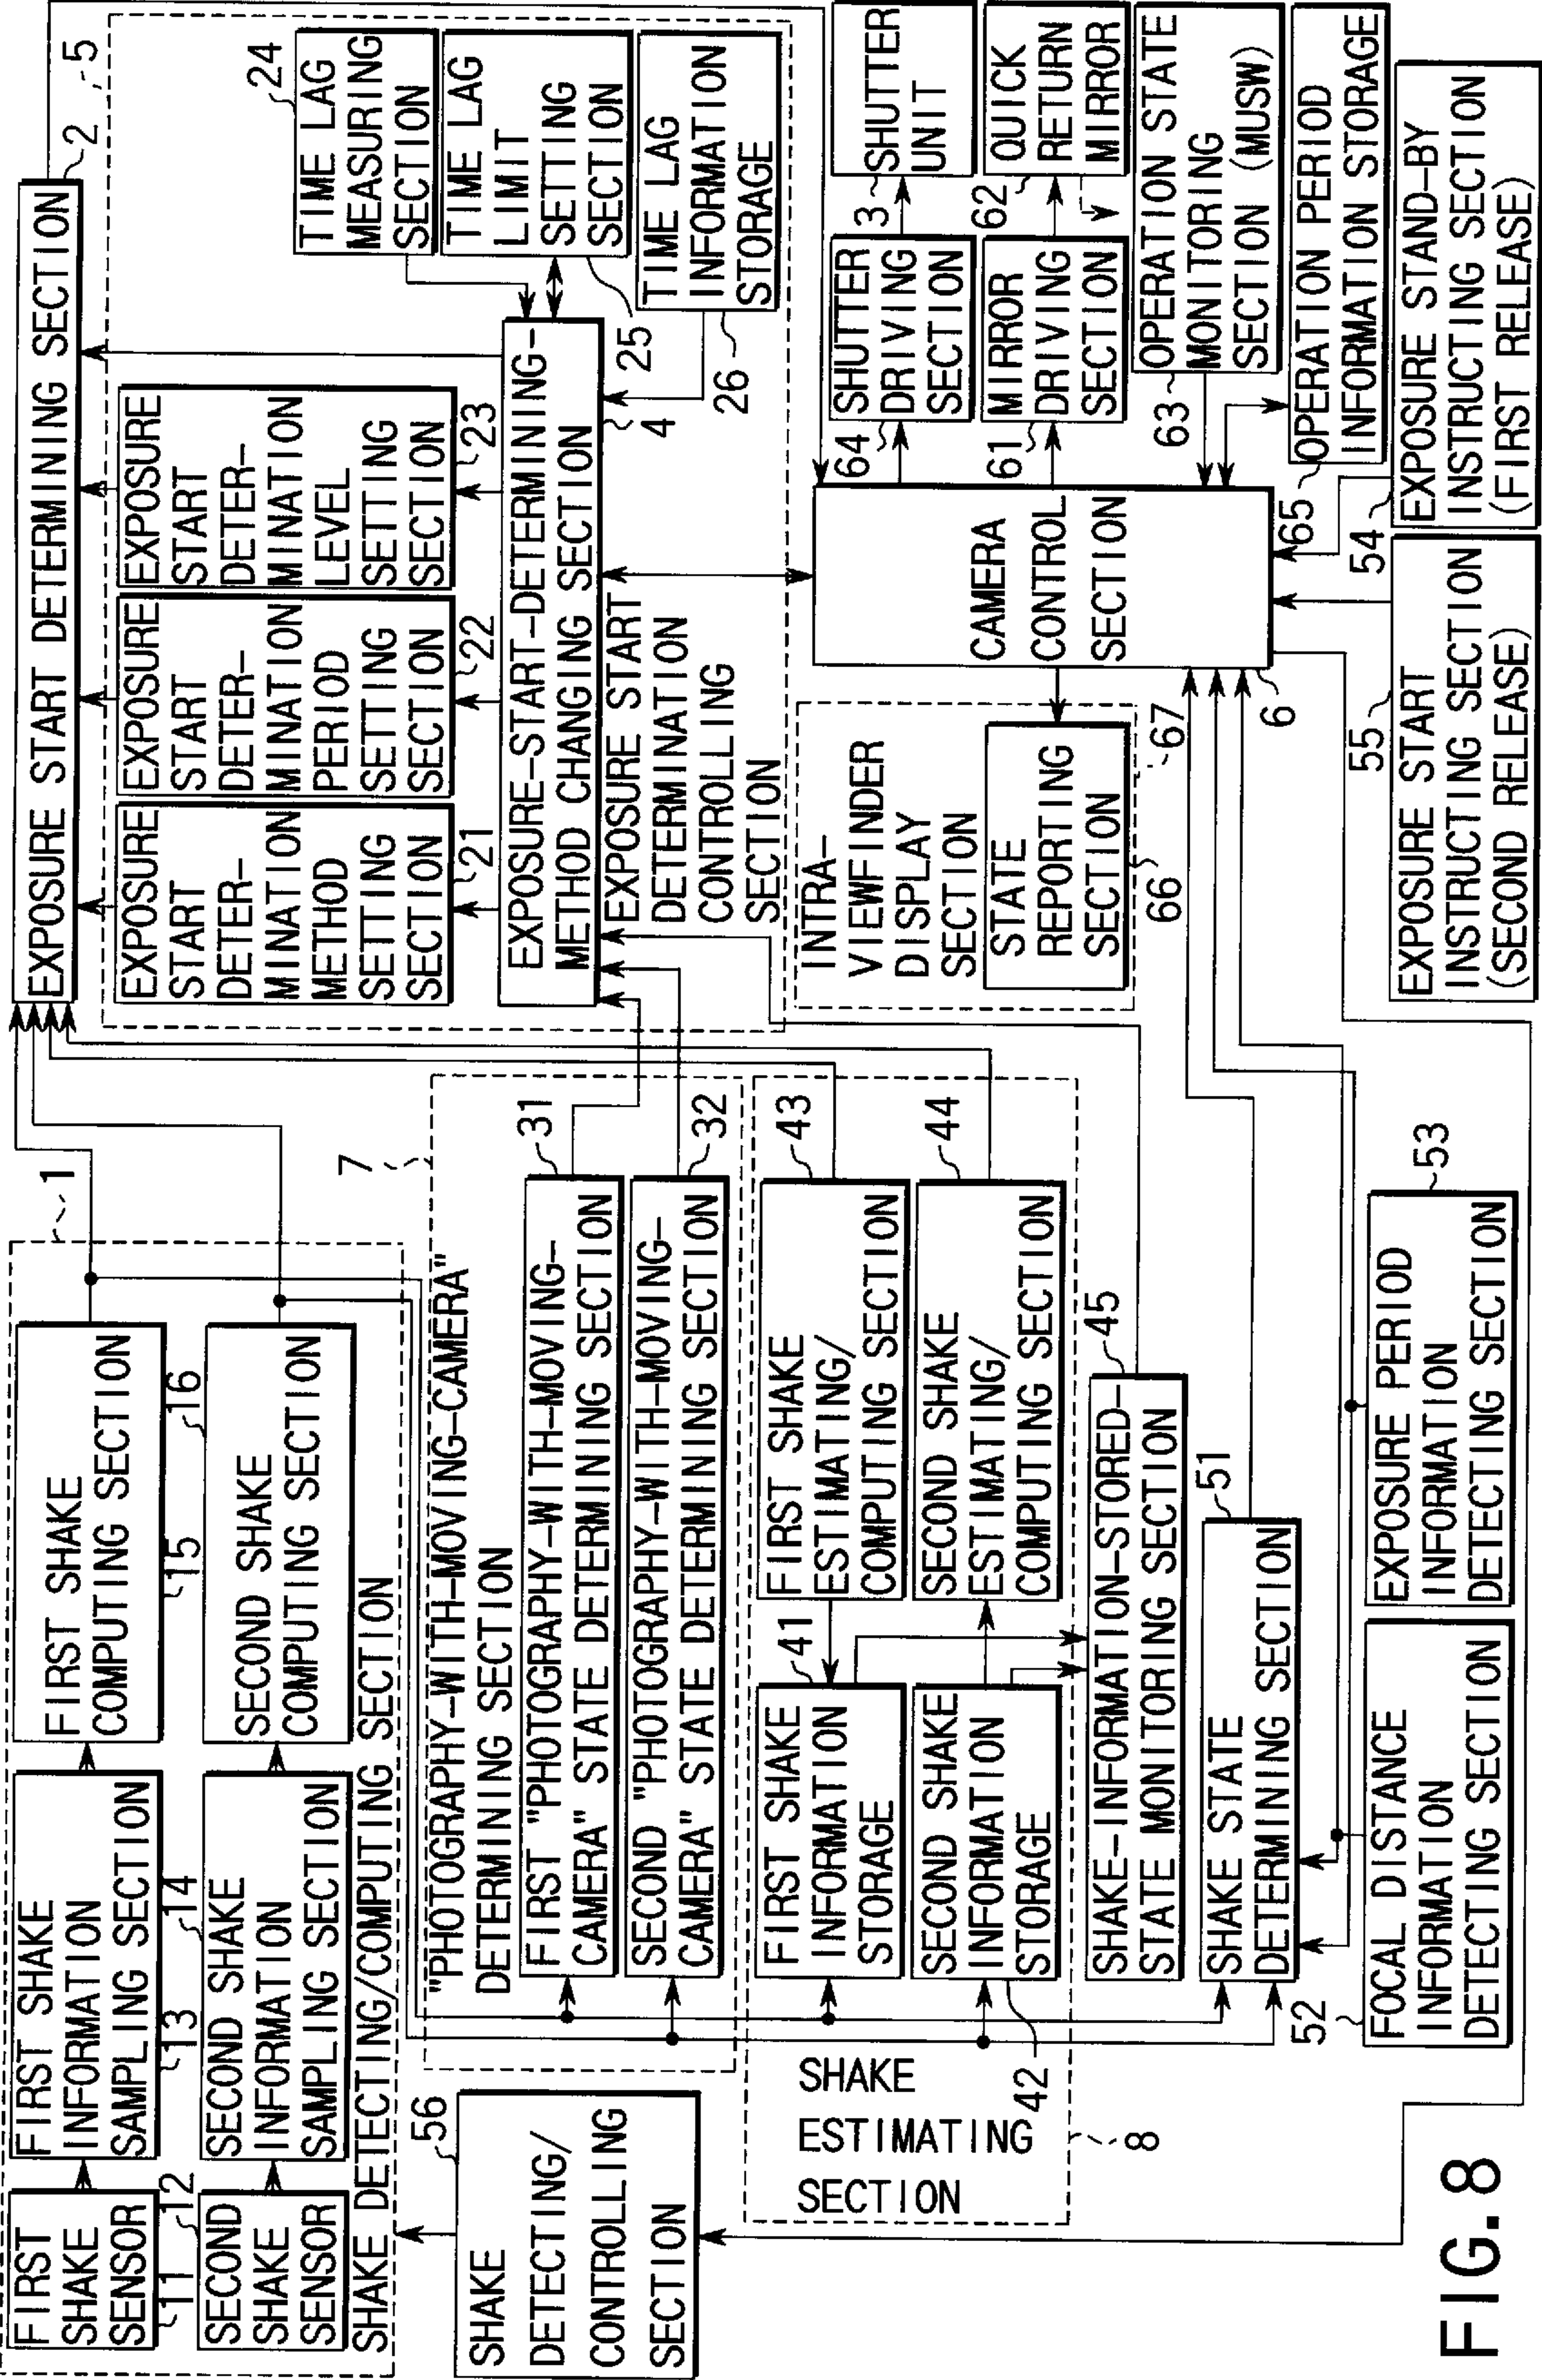 1
FIRST
SHAKE
SENSOR
11
FIRST SHAKE
INFORMATION
SAMPLING SECTION
13
FIRST SHAKE
COMPUTING SECTION
15
SECOND
SHAKE
SENSOR
12
SECOND SHAKE
INFORMATION
SAMPLING SECTION
14
SECOND SHAKE
COMPUTING SECTION
16
SHAKE DETECTING/COMPUTING SECTION
EXPOSURE START DETERMINING SECTION
2
5
EXPOSURE
START
DETER-
MINATION
METHOD
SETTING
SECTION
21
EXPOSURE
START
DETER-
MINATION
PERIOD
SETTING
SECTION
22
EXPOSURE
START
DETER-
MINATION
LEVEL
SETTING
SECTION
23
TIME LAG
MEASURING
SECTION
24
TIME LAG
LIMIT
SETTING
SECTION
25
TIME LAG
INFORMATION
STORAGE
26
EXPOSURE-START-DETERMINING-
METHOD CHANGING SECTION
4
EXPOSURE START
DETERMINATION
CONTROLLING
SECTION
7
"PHOTOGRAPHY-WITH-MOVING-CAMERA"
DETERMINING SECTION
FIRST "PHOTOGRAPHY-WITH-MOVING-
CAMERA" STATE DETERMINING SECTION
31
SECOND "PHOTOGRAPHY-WITH-MOVING-
CAMERA" STATE DETERMINING SECTION
32
56
SHAKE
DETECTING/
CONTROLLING
SECTION
FIRST SHAKE
INFORMATION
STORAGE
41
FIRST SHAKE
ESTIMATING/
COMPUTING SECTION
43
SECOND SHAKE
INFORMATION
STORAGE
42
SECOND SHAKE
ESTIMATING/
COMPUTING SECTION
44
SHAKE
ESTIMATING
SECTION
8
SHAKE-INFORMATION-STORED-
STATE MONITORING SECTION
45
SHAKE STATE
DETERMINING SECTION
51
INTRA-
VIEWFINDER
DISPLAY
SECTION
67
STATE
REPORTING
SECTION
66
CAMERA
CONTROL
SECTION
6
SHUTTER
DRIVING
SECTION
64
SHUTTER
UNIT
3
MIRROR
DRIVING
SECTION
61
QUICK
RETURN
MIRROR
62
OPERATION STATE
MONITORING
SECTION (MUSW)
63
OPERATION PERIOD
INFORMATION STORAGE
65
52
FOCAL DISTANCE
INFORMATION
DETECTING SECTION
EXPOSURE PERIOD
INFORMATION
DETECTING SECTION
53
55
EXPOSURE START
INSTRUCTING SECTION
(SECOND RELEASE)
54
EXPOSURE STAND-BY
INSTRUCTING SECTION
(FIRST RELEASE)
FIG. 8